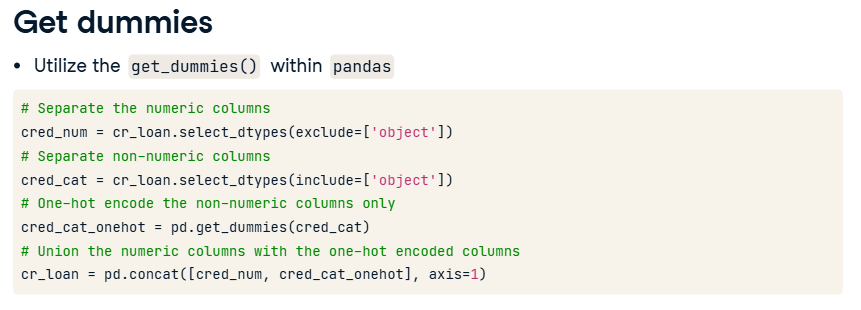 Get dummies
• Utilize the get_dummies() within pandas
# Separate the numeric columns
cred_num = cr_loan.select_dtypes(exclude=['object'])
# Separate non-numeric columns
cred_cat = cr_loan.select_dtypes(include=['object'])
# One-hot encode the non-numeric columns only
cred_cat_onehot = pd.get_dummies(cred_cat)
# Union the numeric columns with the one-hot encoded columns
cr_loan = pd.concat([cred_num, cred_cat_onehot], axis=1)